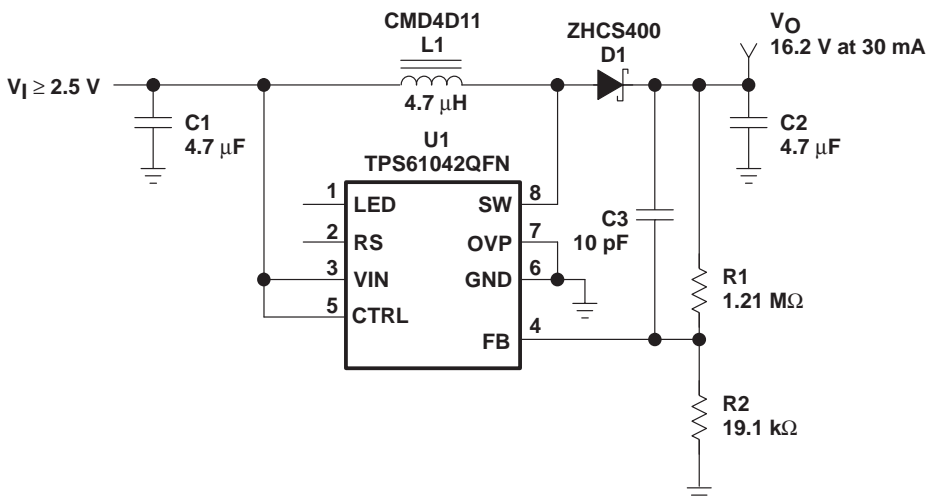 CMD4D11
L1
ZHCS400
D1
VO
16.2 V at 30 mA
VI ≥ 2.5 V
4.7 μH
C1
4.7 μF
C2
4.7 μF
U1
TPS61042QFN
1
LED
SW
8
2
RS
OVP
7
3
VIN
GND
6
5
CTRL
FB
4
C3
10 pF
R1
1.21 MΩ
R2
19.1 kΩ